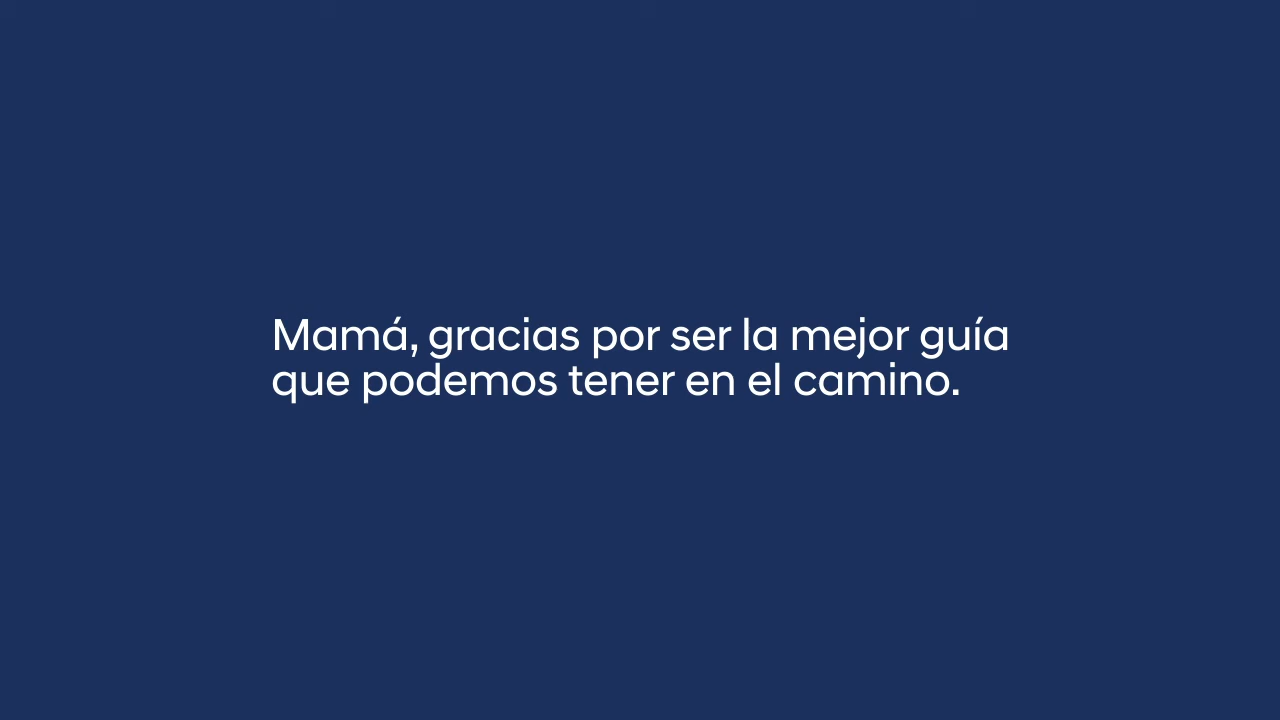 Mamá, gracias por ser la mejor guía
que podemos tener en el camino.